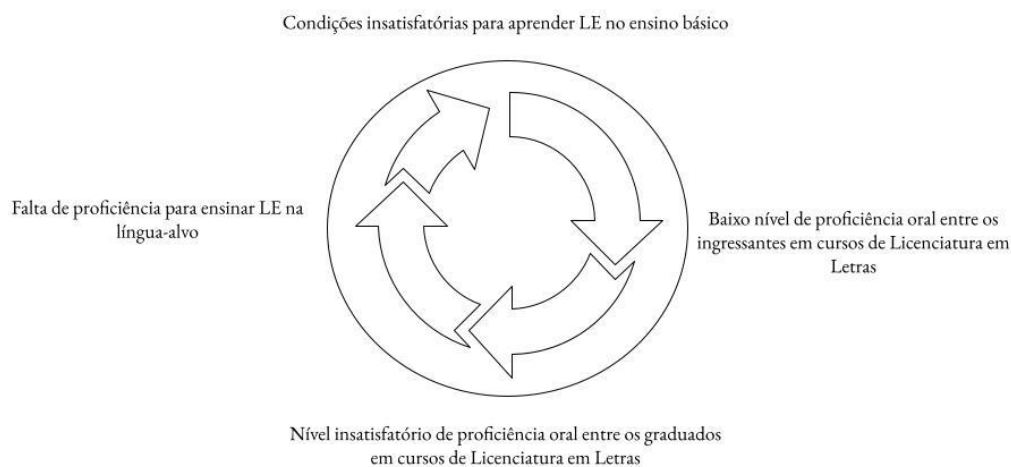 Condições insatisfatórias para aprender LE no ensino básico
Falta de proficiência para ensinar LE na
língua-alvo
Baixo nível de proficiência oral entre os
ingressantes em cursos de Licenciatura em
Letras
Nível insatisfatório de proficiência oral entre os graduados
em cursos de Licenciatura em Letras